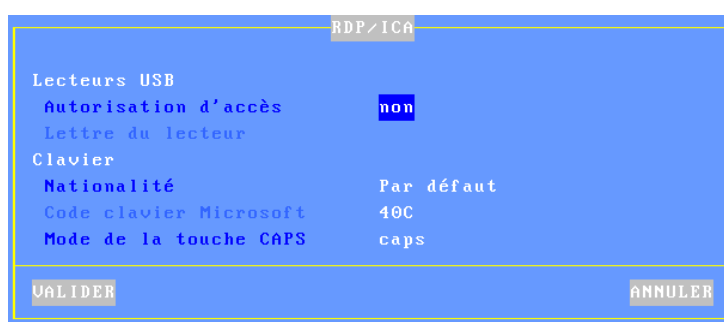 RDP/ICA
Lecteurs USB
Autorisation d'accès non
Lettre du lecteur
Clavier
Nationalité Par défaut
Code clavier Microsoft 40C
Mode de la touche CAPS caps
VALIDER ANNULER